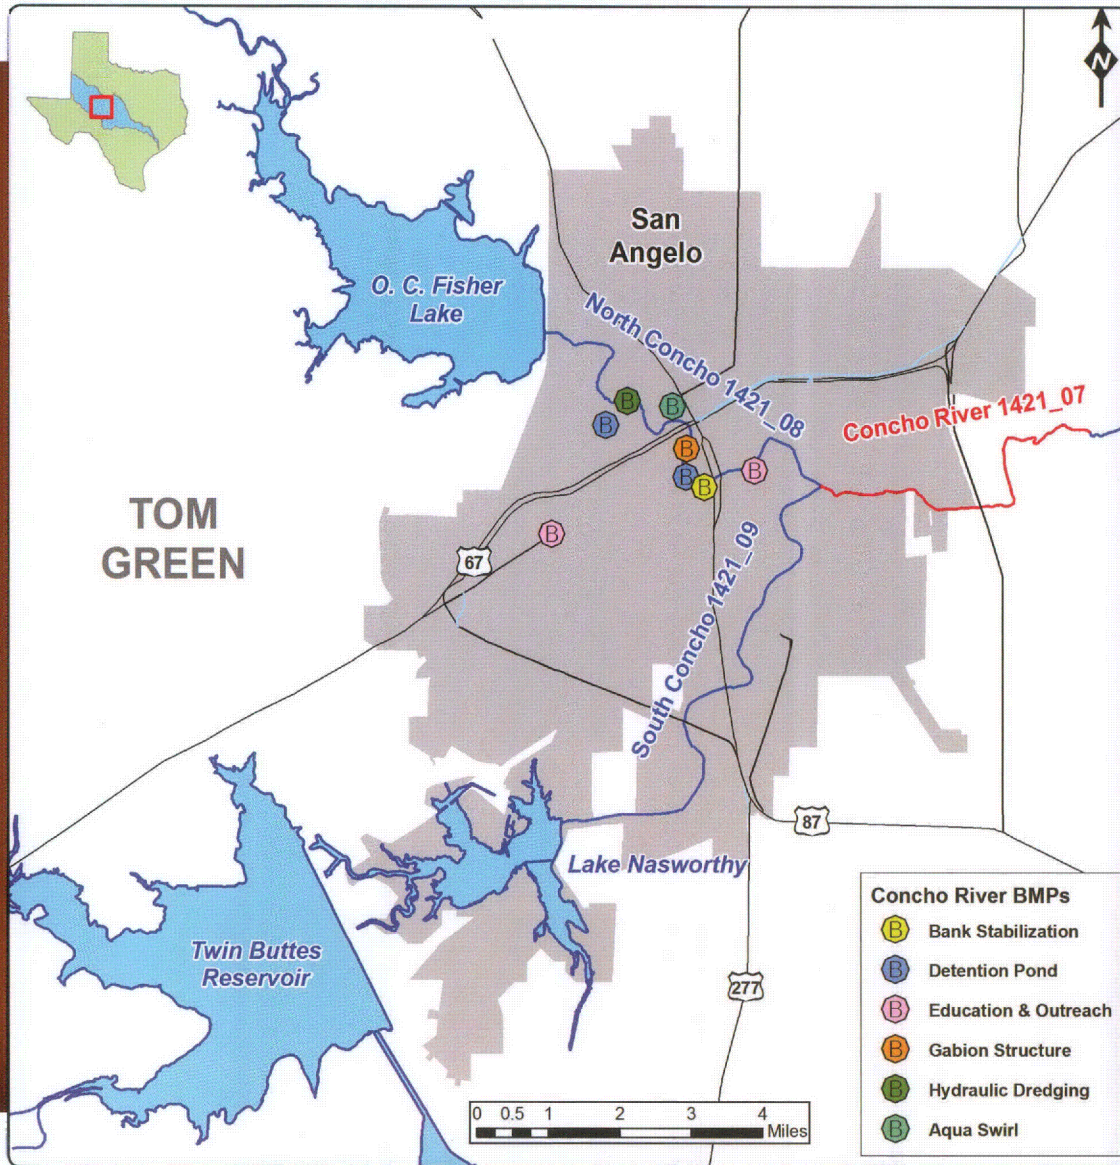 N
San
Angelo
O. C. Fisher
Lake
North Concho 1421_08
Concho River 1421_07
B
B
B
B
B
B
B
B
TOM
GREEN
67
South Concho 1421_09
87
Lake Nasworthy
Twin Buttes
Reservoir
277
Concho River BMPs
B Bank Stabilization
B Detention Pond
B Education & Outreach
B Gabion Structure
B Hydraulic Dredging
B Aqua Swirl
0 0.5 1 2 3 4
Miles